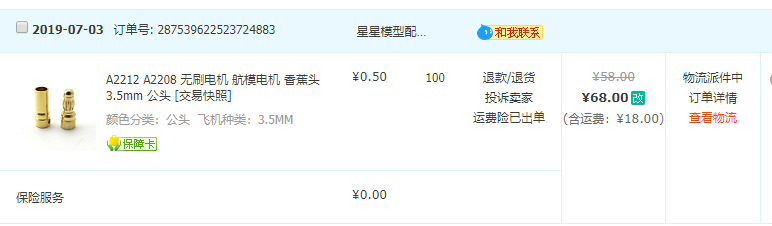 2019-07-03 订单号: 287539622523724883 星星模型配... 和我联系
A2212 A2208 无刷电机 航模电机 香蕉头
3.5mm 公头 [交易快照]
颜色分类：公头 飞机种类：3.5MM
保障卡
¥0.50
100
退款/退货
投诉卖家
运费险已出单
¥58.00
¥68.00 改
(含运费：¥18.00)
物流派件中
订单详情
查看物流
保险服务 ¥0.00